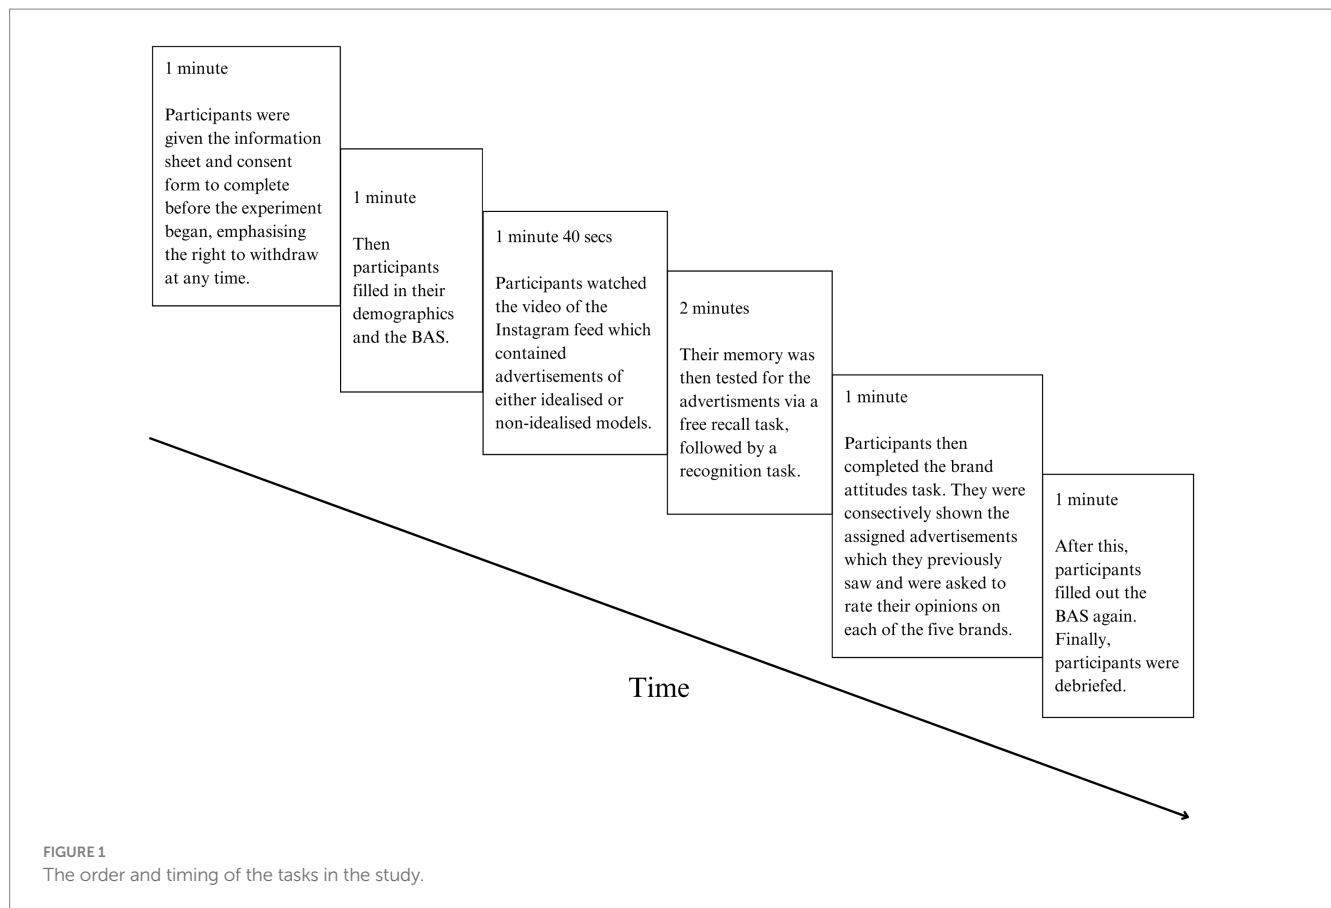 1 minute
Participants were
given the information
sheet and consent
form to complete
before the experiment
began, emphasising
the right to withdraw
at any time.
1 minute
Then
participants
filled in their
demographics
and the BAS.
1 minute 40 secs
Participants watched
the video of the
Instagram feed which
contained
advertisements of
either idealised or
non-idealised models.
2 minutes
Their memory was
then tested for the
advertisments via a
free recall task,
followed by a
recognition task.
1 minute
Participants then
completed the brand
attitudes task. They were
consectively shown the
assigned advertisements
which they previously
saw and were asked to
rate their opinions on
each of the five brands.
1 minute
After this,
participants
filled out the
BAS again.
Finally,
participants were
debriefed.
Time
FIGURE 1
The order and timing of the tasks in the study.